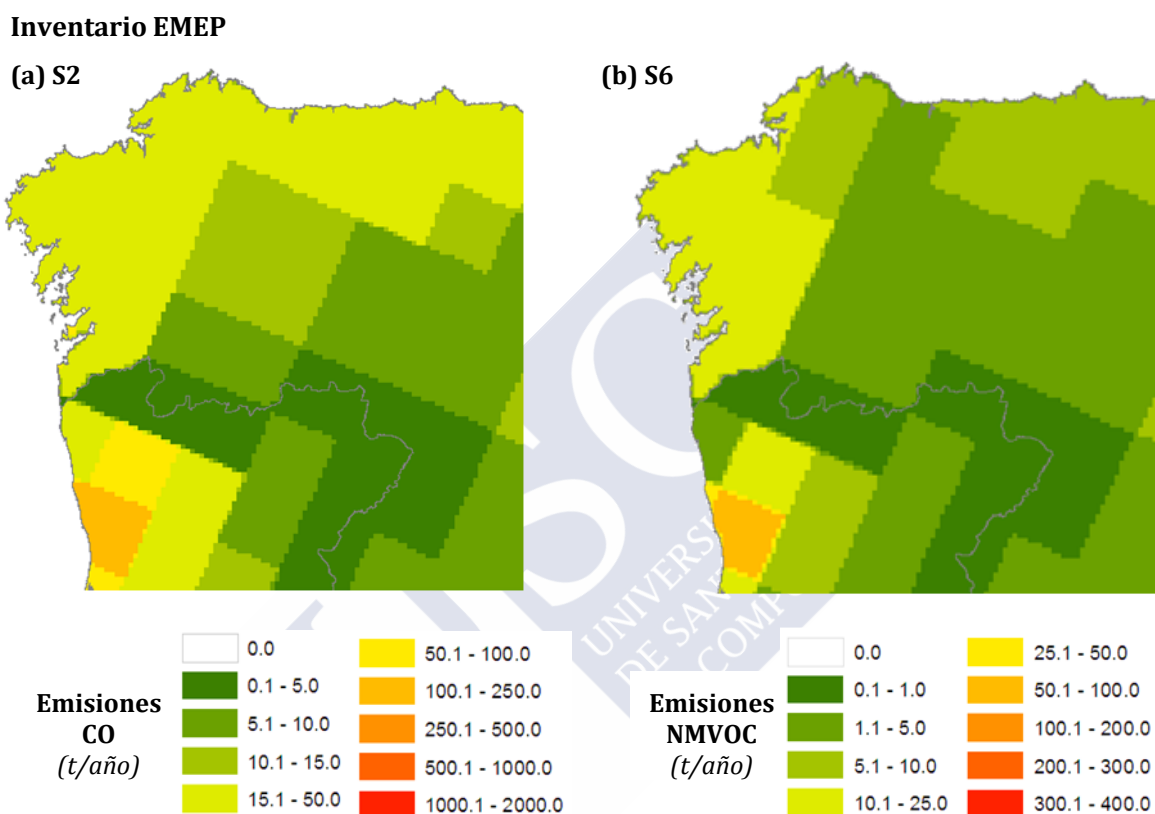 Inventario EMEP
(a) S2
(b) S6
UNIVERS
DE SAN
COMP
Emisiones
CO
(t/año)
0.0
0.1 - 5.0
5.1 - 10.0
10.1 - 15.0
15.1 - 50.0
50.1 - 100.0
100.1 - 250.0
250.1 - 500.0
500.1 - 1000.0
1000.1 - 2000.0
Emisiones
NMVOC
(t/año)
0.0
0.1 - 1.0
1.1 - 5.0
5.1 - 10.0
10.1 - 25.0
25.1 - 50.0
50.1 - 100.0
100.1 - 200.0
200.1 - 300.0
300.1 - 400.0